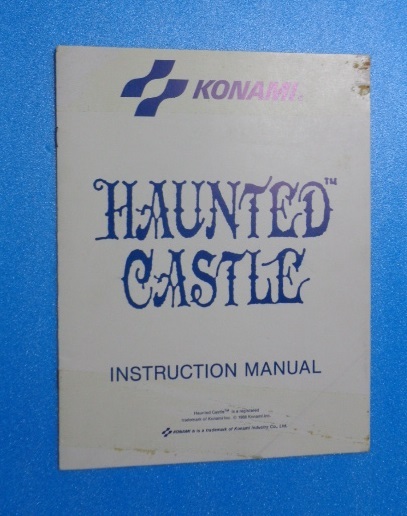 KONAMI®
HAUNTED™
CASTLE
INSTRUCTION MANUAL
Haunted Castle™ is a registered
trademark of Konami Inc. © 1988 Konami Inc.
KONAMI ® is a trademark of Konami Industry Co., Ltd.